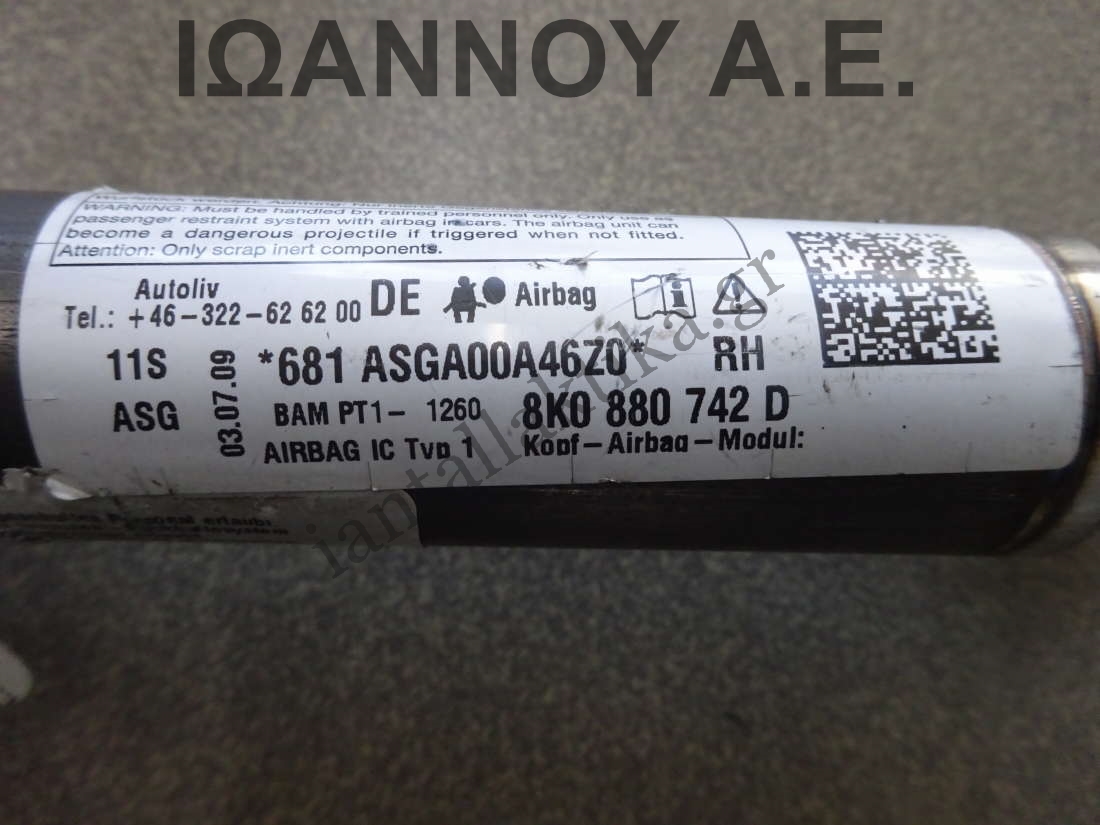 ΙΩΑΝΝΟΥ Α.Ε.
WARNING: Must be handled by trained personnel only. Only use as
passenger restraint system with airbag in cars. The airbag unit can
become a dangerous projectile if triggered when not fitted.
Attention: Only scrap inert components.
Autoliv
Tel.: +46-322-62 62 00 DE Airbag
11S *681 ASGA00A46Z0* RH
ASG 03.07.09 BAM PT1- 1260 8K0 880 742 D
AIRBAG IC Typ 1 Kopf-Airbag-Modul:
Personal erlaubt
iantallaktika.gr